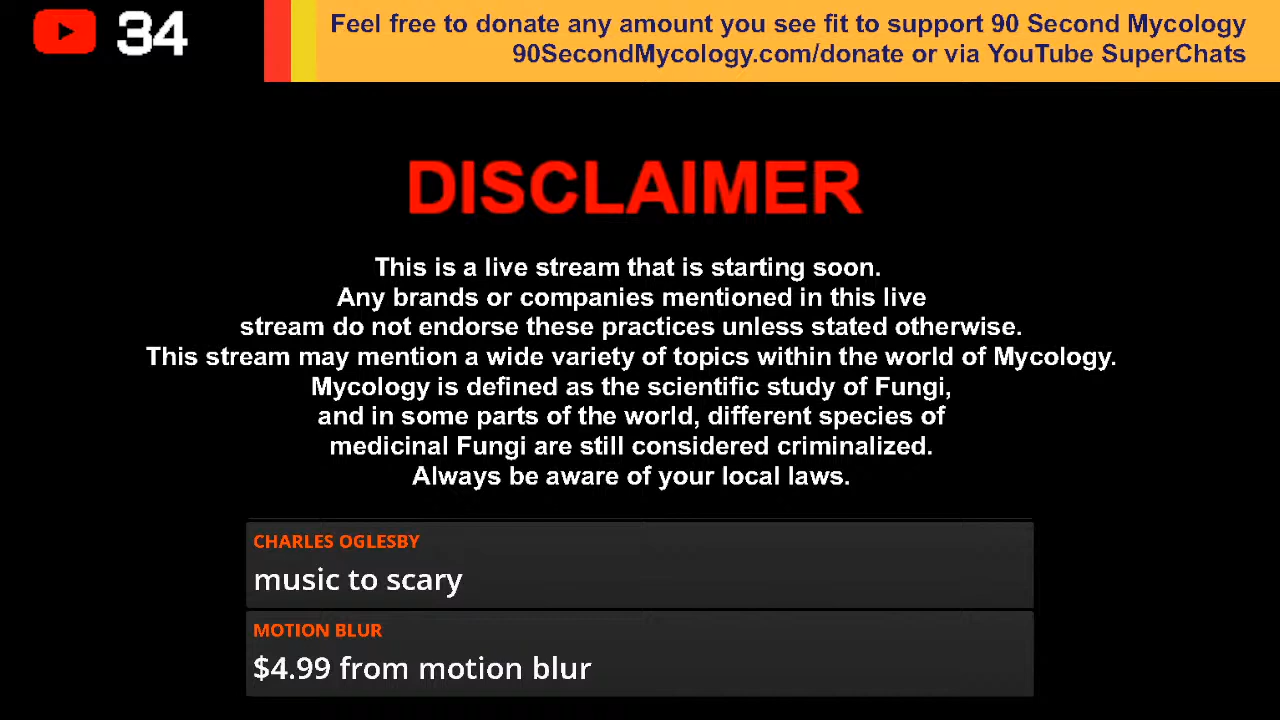 34
Feel free to donate any amount you see fit to support 90 Second Mycology
90SecondMycology.com/donate or via YouTube SuperChats
DISCLAIMER
This is a live stream that is starting soon.
Any brands or companies mentioned in this live
stream do not endorse these practices unless stated otherwise.
This stream may mention a wide variety of topics within the world of Mycology.
Mycology is defined as the scientific study of Fungi,
and in some parts of the world, different species of
medicinal Fungi are still considered criminalized.
Always be aware of your local laws.
CHARLES OGLESBY
music to scary
MOTION BLUR
$4.99 from motion blur